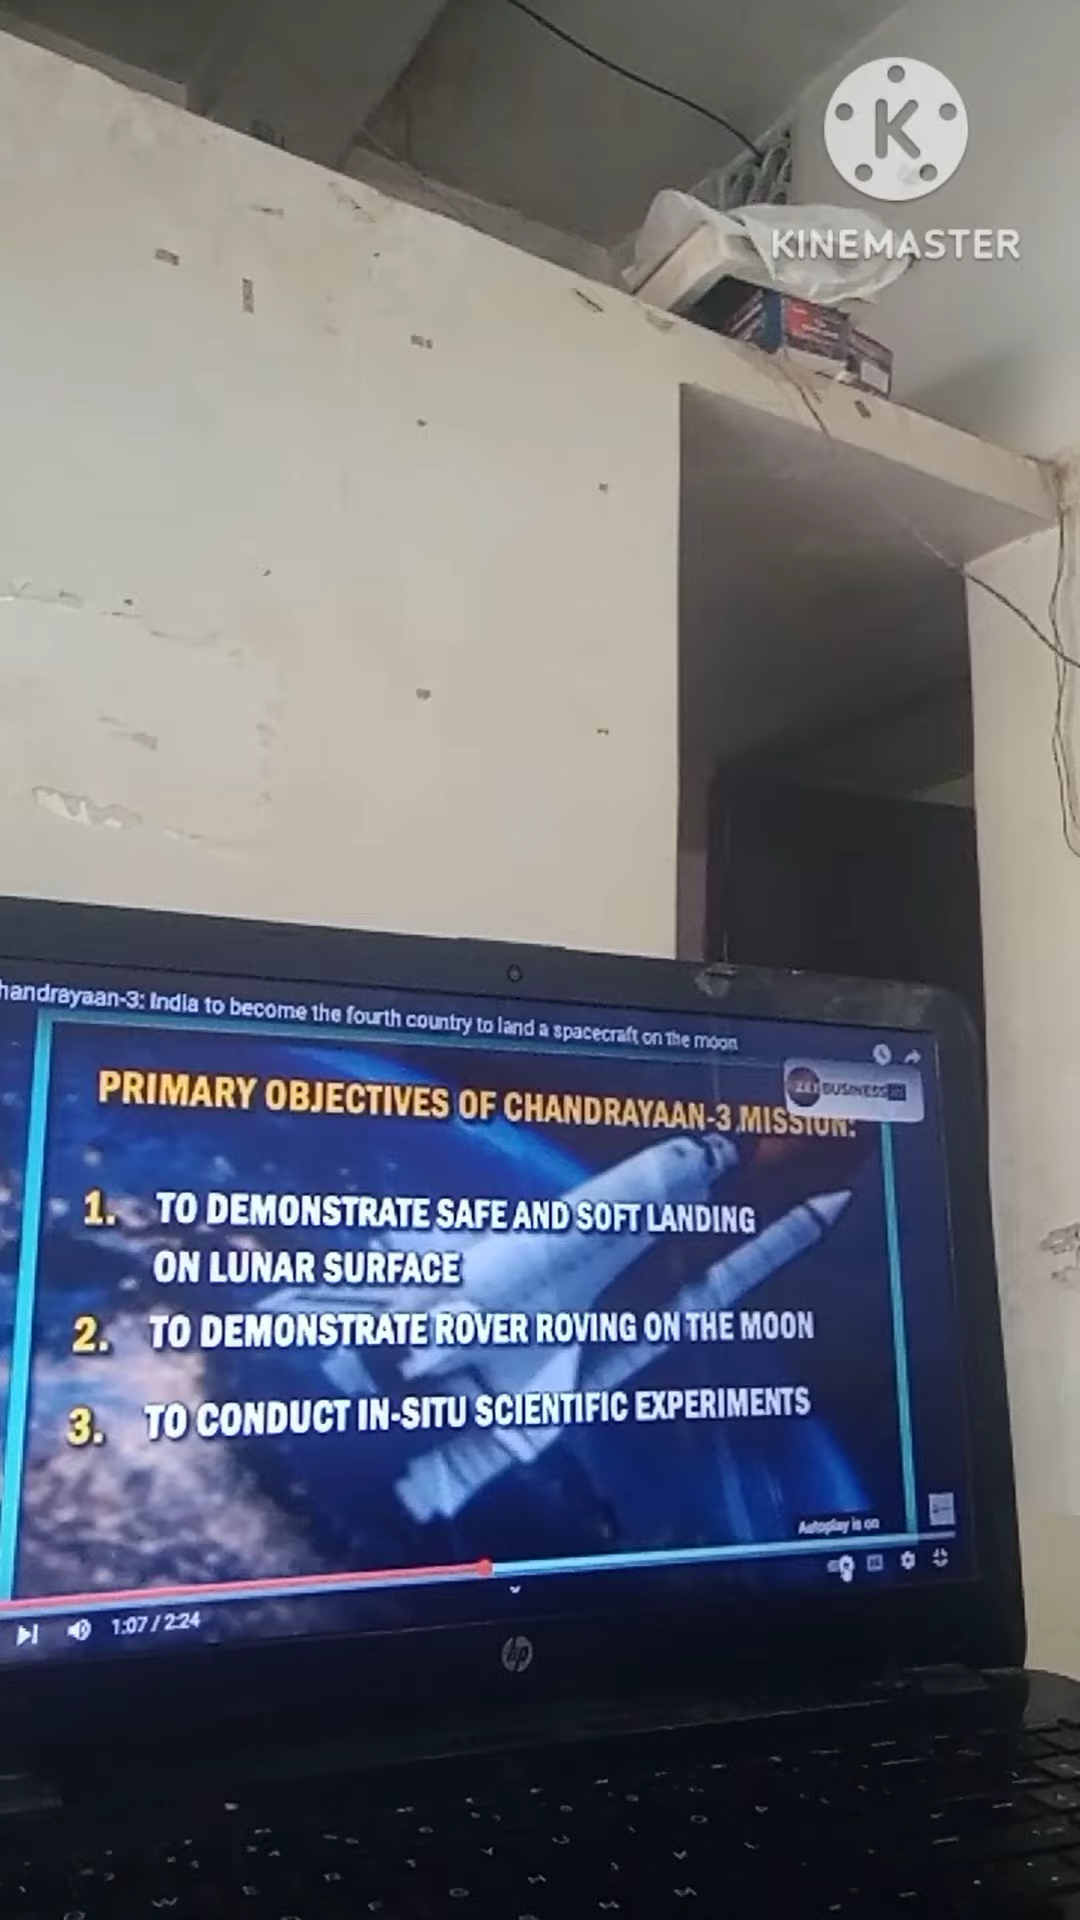 K
KINEMASTER
handrayaan-3: India to become the fourth country to land a spacecraft on the moon
BUSINESS
PRIMARY OBJECTIVES OF CHANDRAYAAN-3 MISSION:
1. TO DEMONSTRATE SAFE AND SOFT LANDING
ON LUNAR SURFACE
2. TO DEMONSTRATE ROVER ROVING ON THE MOON
3. TO CONDUCT IN-SITU SCIENTIFIC EXPERIMENTS
Autoplay is on
1:07 / 2:24
hp